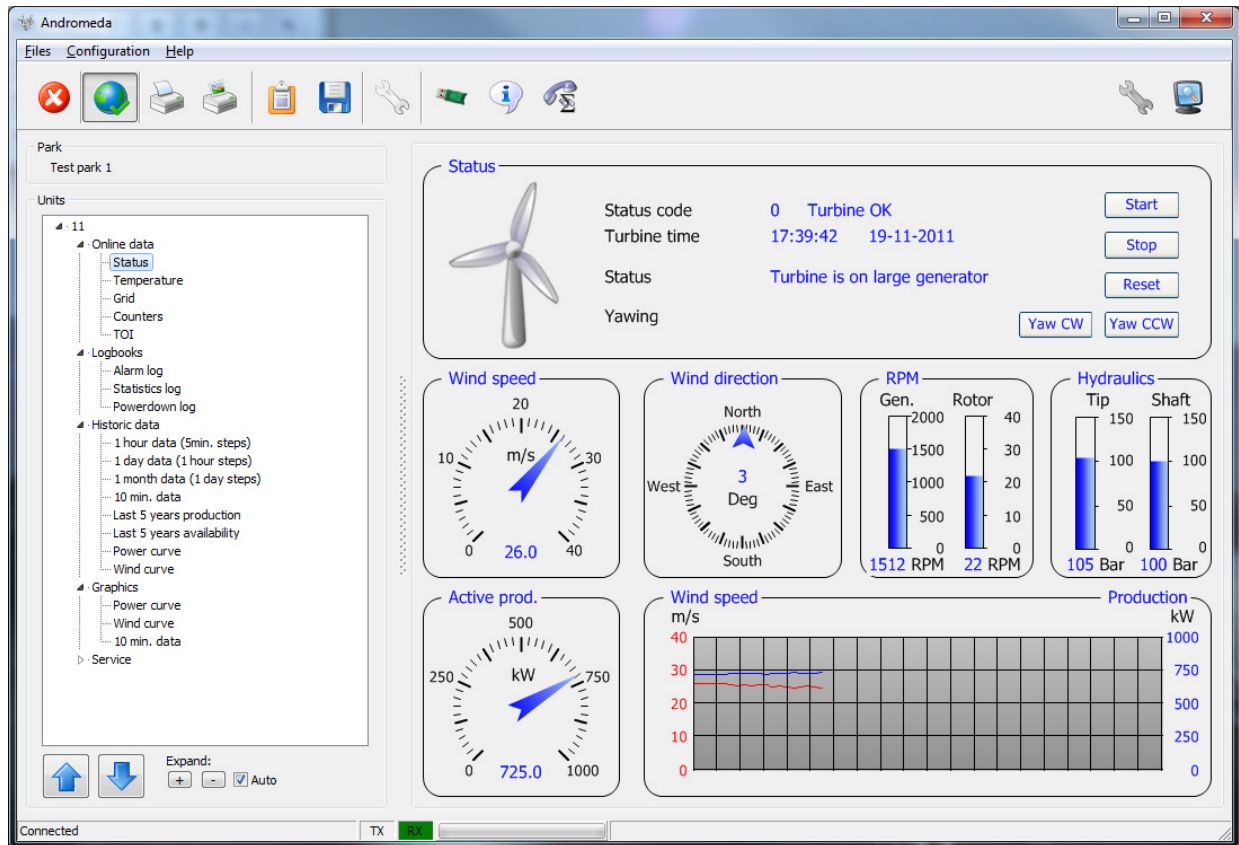 Andromeda
Files Configuration Help
Park
Test park 1
Units
11
Online data
Status
Temperature
Grid
Counters
TOI
Logbooks
Alarm log
Statistics log
Powerdown log
Historic data
1 hour data (5min. steps)
1 day data (1 hour steps)
1 month data (1 day steps)
10 min. data
Last 5 years production
Last 5 years availability
Power curve
Wind curve
Graphics
Power curve
Wind curve
10 min. data
Service
Expand:
+ - Auto
Status
Status code 0 Turbine OK Start
Turbine time 17:39:42 19-11-2011
Stop
Status Turbine is on large generator Reset
Yawing Yaw CW Yaw CCW
Wind speed
20
10 m/s 30
0 26.0 40
Wind direction
North
West 3 East
Deg
South
RPM
Gen. Rotor
2000 40
1500 30
1000 20
500 10
0 0
1512 RPM 22 RPM
Hydraulics
Tip Shaft
150 150
100 100
50 50
0 0
105 Bar 100 Bar
Active prod.
500
250 kW 750
0 725.0 1000
Wind speed Production
m/s kW
40 1000
30 750
20 500
10 250
0 0
Connected TX RX